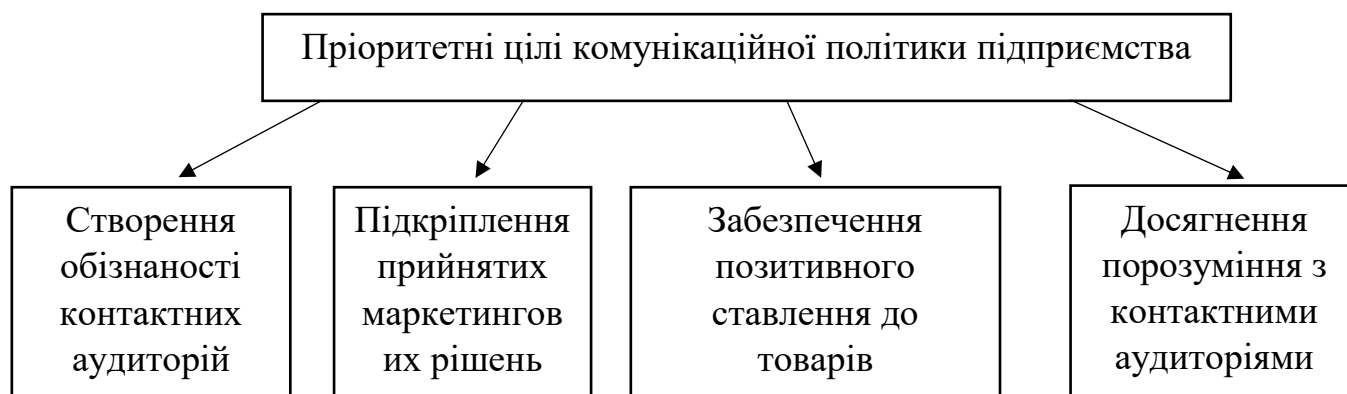 Пріоритетні цілі комунікаційної політики підприємства
Створення
обізнаності
контактних
аудиторій
Підкріплення
прийнятих
маркетингов
их рішень
Забезпечення
позитивного
ставлення до
товарів
Досягнення
порозуміння з
контактними
аудиторіями